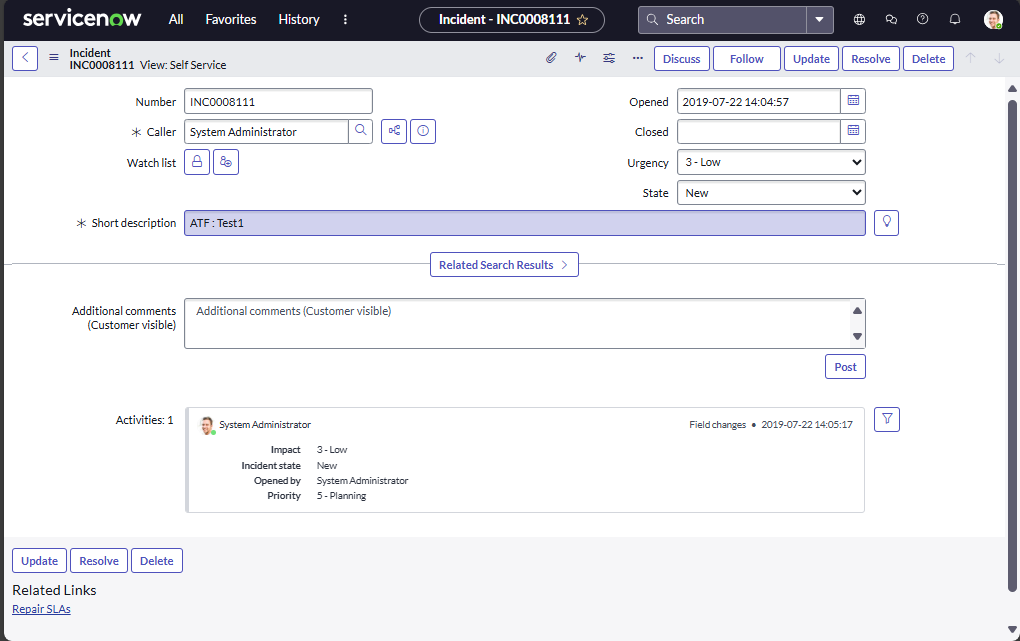 servicenow All Favorites History Incident - INC0008111 Search
Incident
INC0008111 View: Self Service
Discuss Follow Update Resolve Delete
Number INC0008111 Opened 2019-07-22 14:04:57
Caller System Administrator Closed
Watch list Urgency 3 - Low
State New
Short description ATF : Test1
Related Search Results
Additional comments (Customer visible)
Additional comments
(Customer visible)
Post
Activities: 1
System Administrator Field changes • 2019-07-22 14:05:17
Impact 3 - Low
Incident state New
Opened by System Administrator
Priority 5 - Planning
Update Resolve Delete
Related Links
Repair SLAs